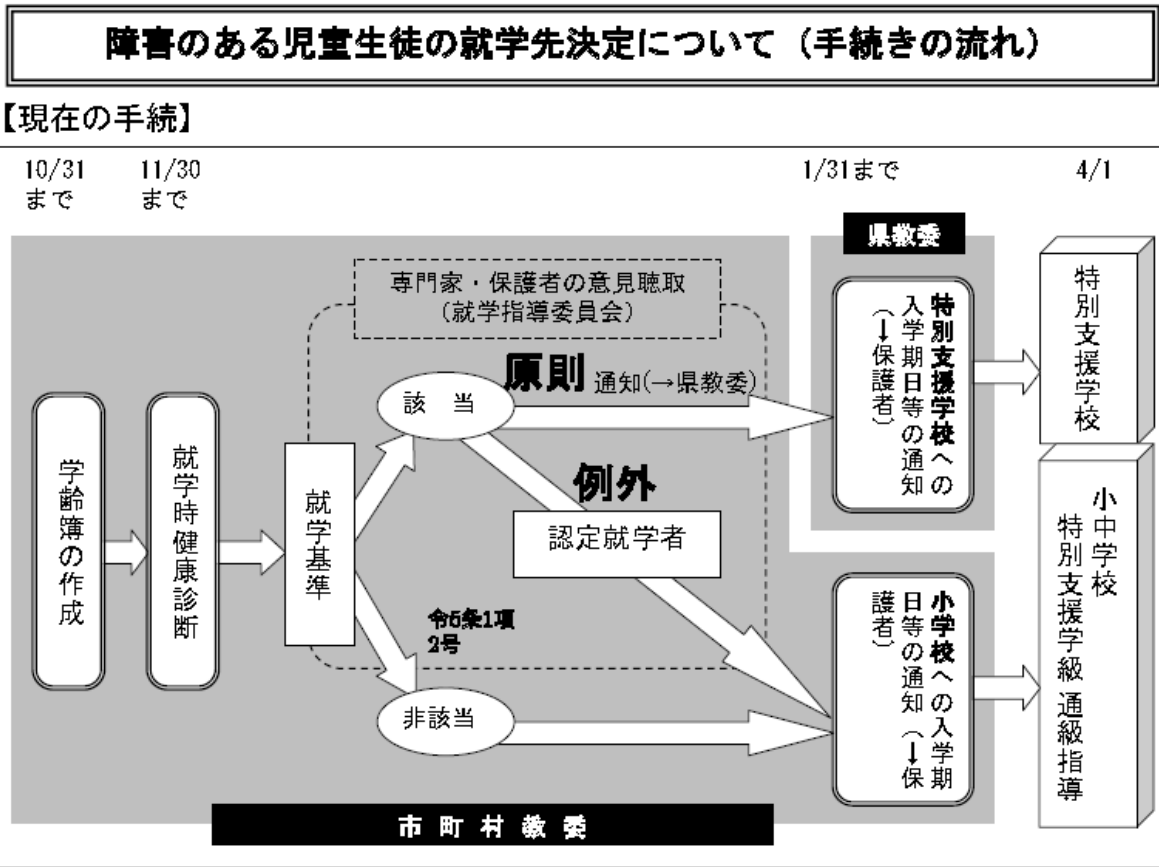 障害のある児童生徒の就学先決定について（手続きの流れ）
【現在の手続】
10/31
まで
11/30
まで
1/31まで
4/1
県教委
専門家・保護者の意見聴取
（就学指導委員会）
原則 通知(→県教委)
該 当
例外
認定就学者
学齢簿の作成
就学時健康診断
就学基準
令5条1項
2号
非該当
特別支援学校への
入学期日等の通知
（→保護者）
小学校への入学期
日等の通知（→保
護者）
特別支援学校
小中学校
特別支援学級 通級指導
市町村教委